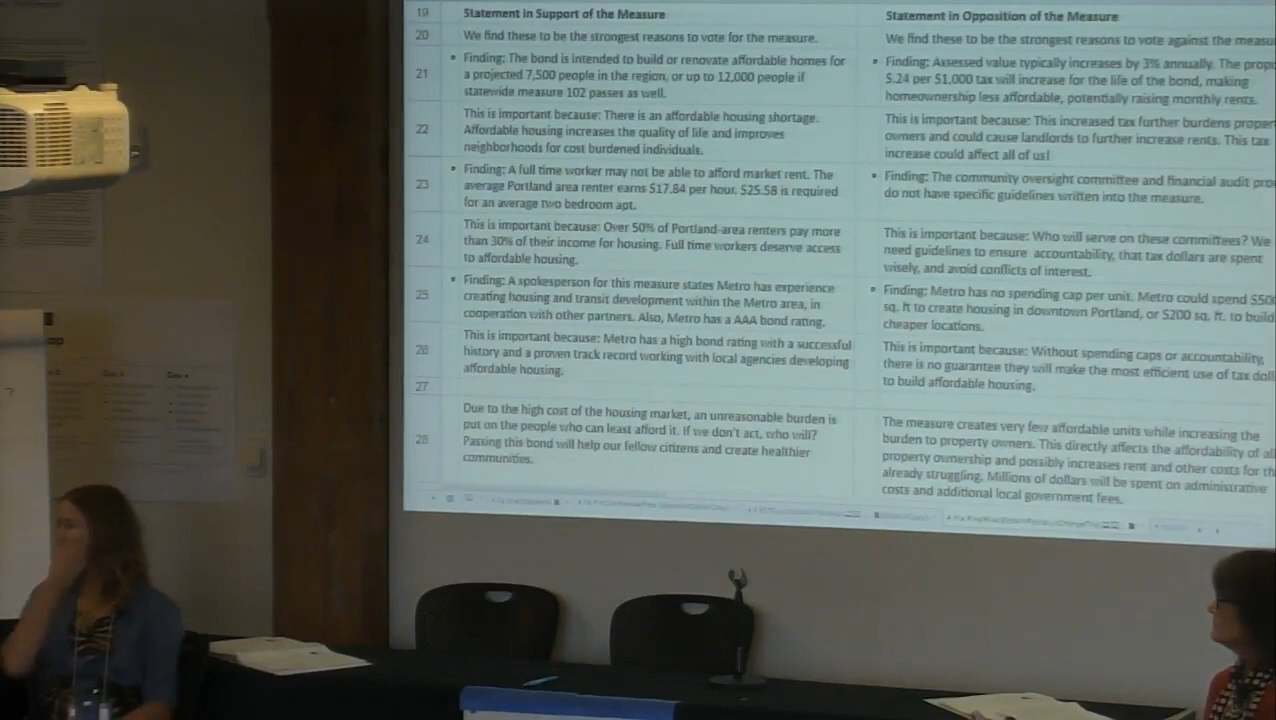 19
Statement in Support of the Measure
Statement in Opposition of the Measure
20
We find these to be the strongest reasons to vote for the measure.
We find these to be the strongest reasons to vote against the measu
21
• Finding: The bond is intended to build or renovate affordable homes for
a projected 7,500 people in the region, or up to 12,000 people if
statewide measure 102 passes as well.
• Finding: Assessed value typically increases by 3% annually. The propo
$.24 per $1,000 tax will increase for the life of the bond, making
homeownership less affordable, potentially raising monthly rents.
22
This is important because: There is an affordable housing shortage.
Affordable housing increases the quality of life and improves
neighborhoods for cost burdened individuals.
This is important because: This increased tax further burdens proper
owners and could cause landlords to further increase rents. This tax
increase could affect all of us!
23
• Finding: A full time worker may not be able to afford market rent. The
average Portland area renter earns $17.84 per hour. $25.58 is required
for an average two bedroom apt.
• Finding: The community oversight committee and financial audit pro
do not have specific guidelines written into the measure.
24
This is important because: Over 50% of Portland-area renters pay more
than 30% of their income for housing. Full time workers deserve access
to affordable housing.
This is important because: Who will serve on these committees? We
need guidelines to ensure accountability, that tax dollars are spent
wisely, and avoid conflicts of interest.
25
• Finding: A spokesperson for this measure states Metro has experience
creating housing and transit development within the Metro area, in
cooperation with other partners. Also, Metro has a AAA bond rating.
• Finding: Metro has no spending cap per unit. Metro could spend $50
sq. ft to create housing in downtown Portland, or $200 sq. ft. to build
cheaper locations.
26
This is important because: Metro has a high bond rating with a successful
history and a proven track record working with local agencies developing
affordable housing.
This is important because: Without spending caps or accountability,
there is no guarantee they will make the most efficient use of tax doll
to build affordable housing.
27
28
Due to the high cost of the housing market, an unreasonable burden is
put on the people who can least afford it. If we don't act, who will?
Passing this bond will help our fellow citizens and create healthier
communities.
The measure creates very few affordable units while increasing the
burden to property owners. This directly affects the affordability of al
property ownership and possibly increases rent and other costs for th
already struggling. Millions of dollars will be spent on administrative
costs and additional local government fees.